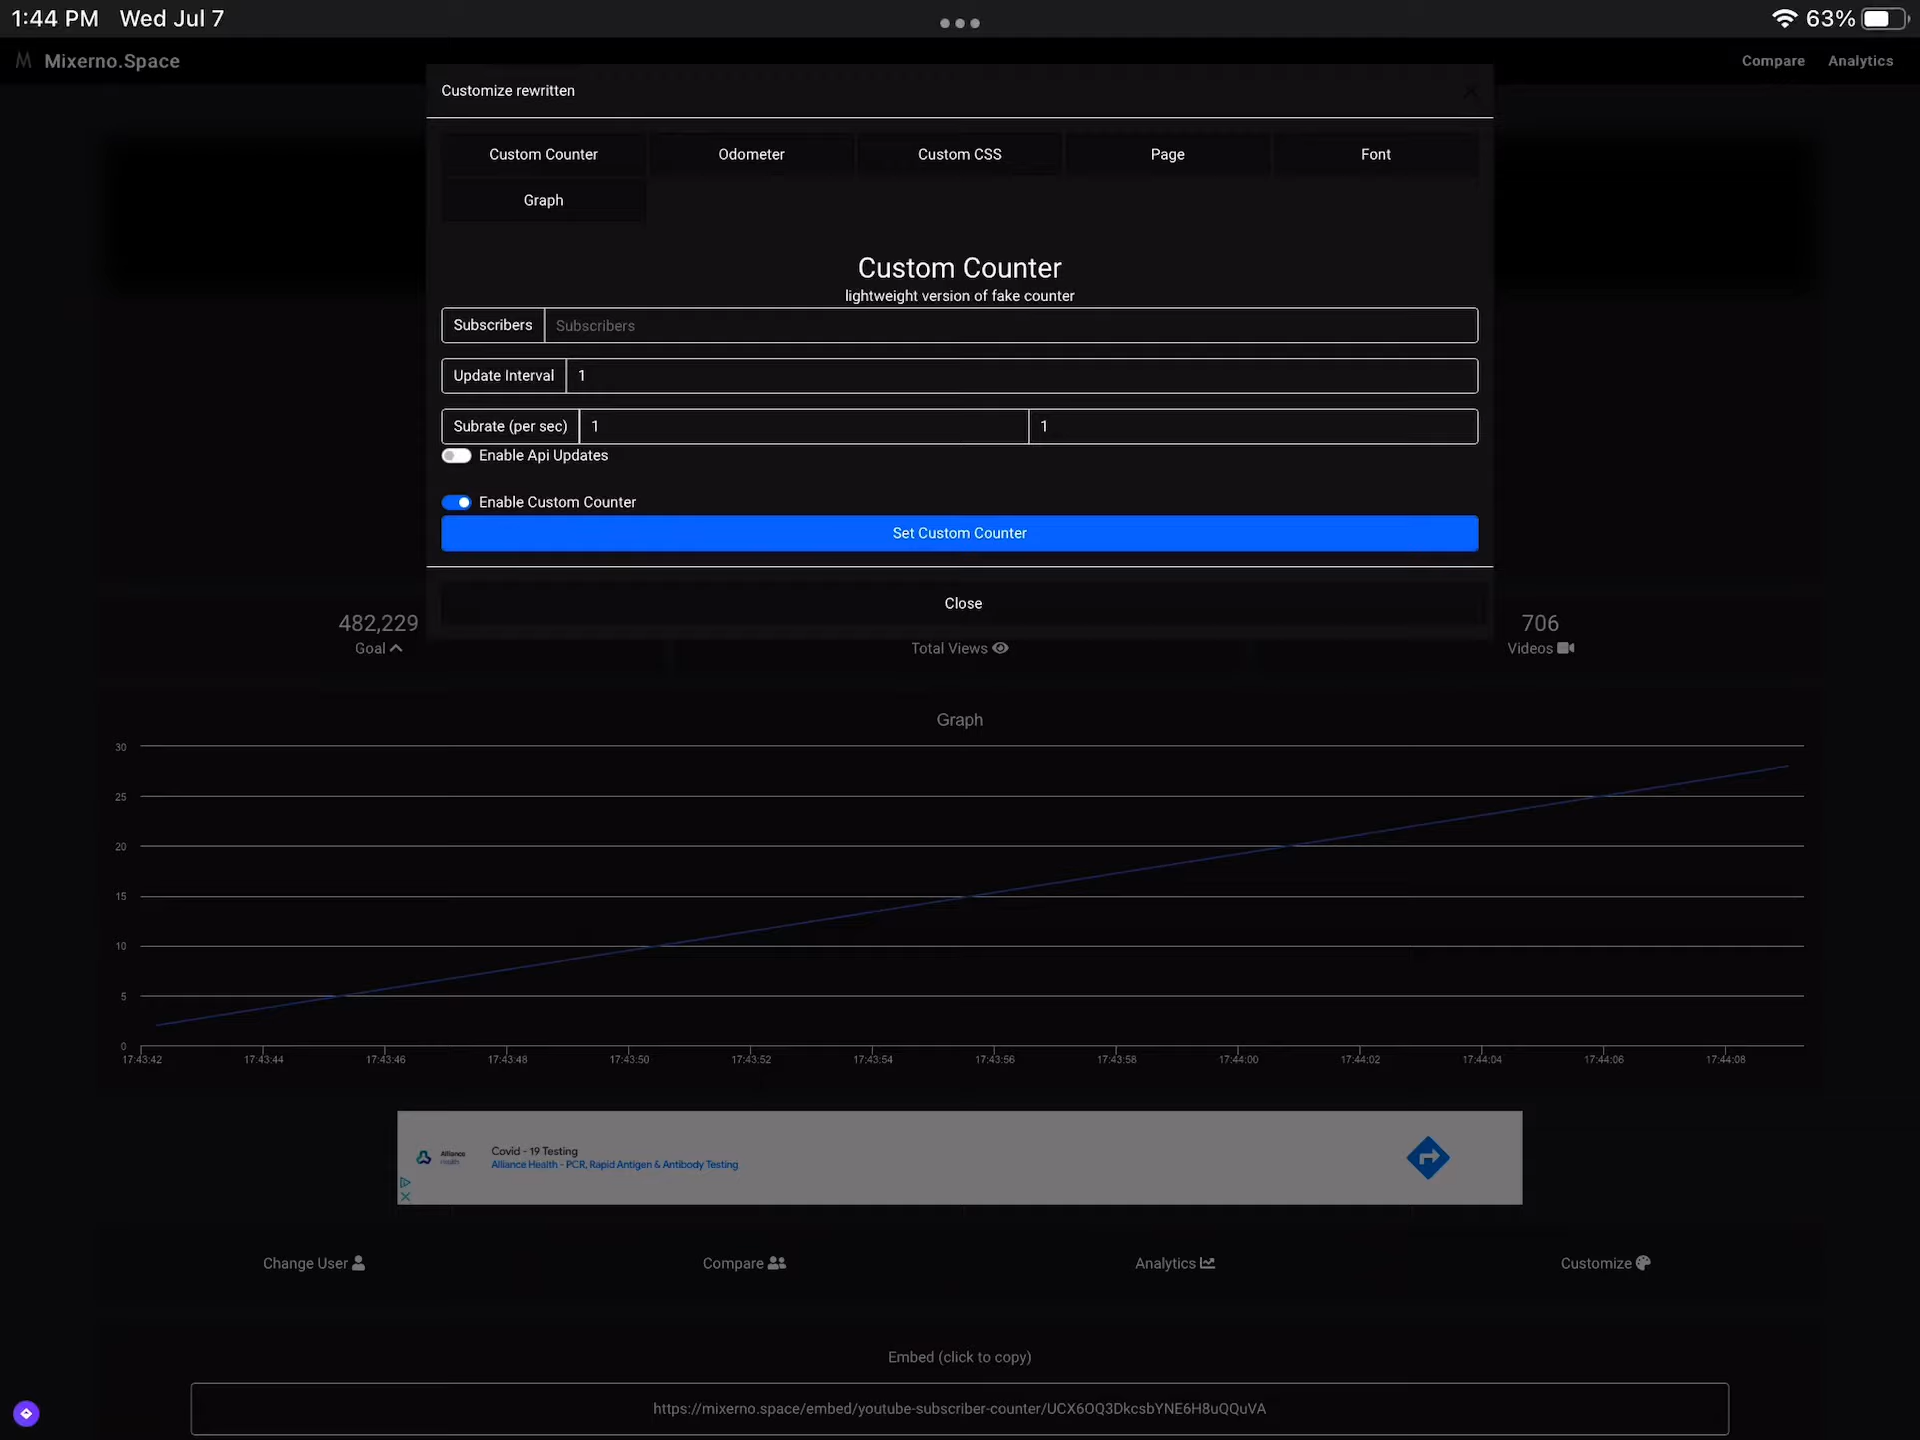 1:44 PM Wed Jul 7
63%
Mixerno.Space
Compare Analytics
Customize rewritten
Custom Counter Odometer Custom CSS Page Font
Graph
Custom Counter
lightweight version of fake counter
Subscribers Subscribers
Update Interval 1
Subrate (per sec) 1 1
Enable Api Updates
Enable Custom Counter
Set Custom Counter
Close
482,229 706
Goal Total Views Videos
Graph
30
25
20
15
10
5
0
17:43:42 17:43:44 17:43:46 17:43:48 17:43:50 17:43:52 17:43:54 17:43:56 17:43:58 17:44:00 17:44:02 17:44:04 17:44:06 17:44:08
Alliance Health
Covid - 19 Testing
Alliance Health - PCR, Rapid Antigen & Antibody Testing
Change User Compare Analytics Customize
Embed (click to copy)
https://mixerno.space/embed/youtube-subscriber-counter/UCX6OQ3DkcsbYNE6H8uQQuVA